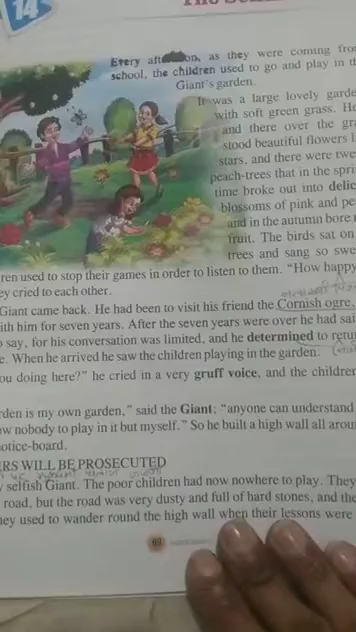 14
Every afternoon, as they were coming from
school, the children used to go and play in the
Giant's garden.
It was a large lovely garde
with soft green grass. He
and there over the gra
stood beautiful flowers l
stars, and there were twe
peach-trees that in the spri
time broke out into delic
blossoms of pink and pe
and in the autumn bore r
fruit. The birds sat on
trees and sang so swe
ren used to stop their games in order to listen to them. "How happy
ey cried to each other.
Giant came back. He had been to visit his friend the Cornish ogre,
ith him for seven years. After the seven years were over he had sai
o say, for his conversation was limited, and he determined to retu
e. When he arrived he saw the children playing in the garden.
ou doing here?" he cried in a very gruff voice, and the children
rden is my own garden," said the Giant; "anyone can understand
ow nobody to play in it but myself." So he built a high wall all arou
otice-board.
ERS WILL BE PROSECUTED
y selfish Giant. The poor children had now nowhere to play. They
road, but the road was very dusty and full of hard stones, and the
hey used to wander round the high wall when their lessons were